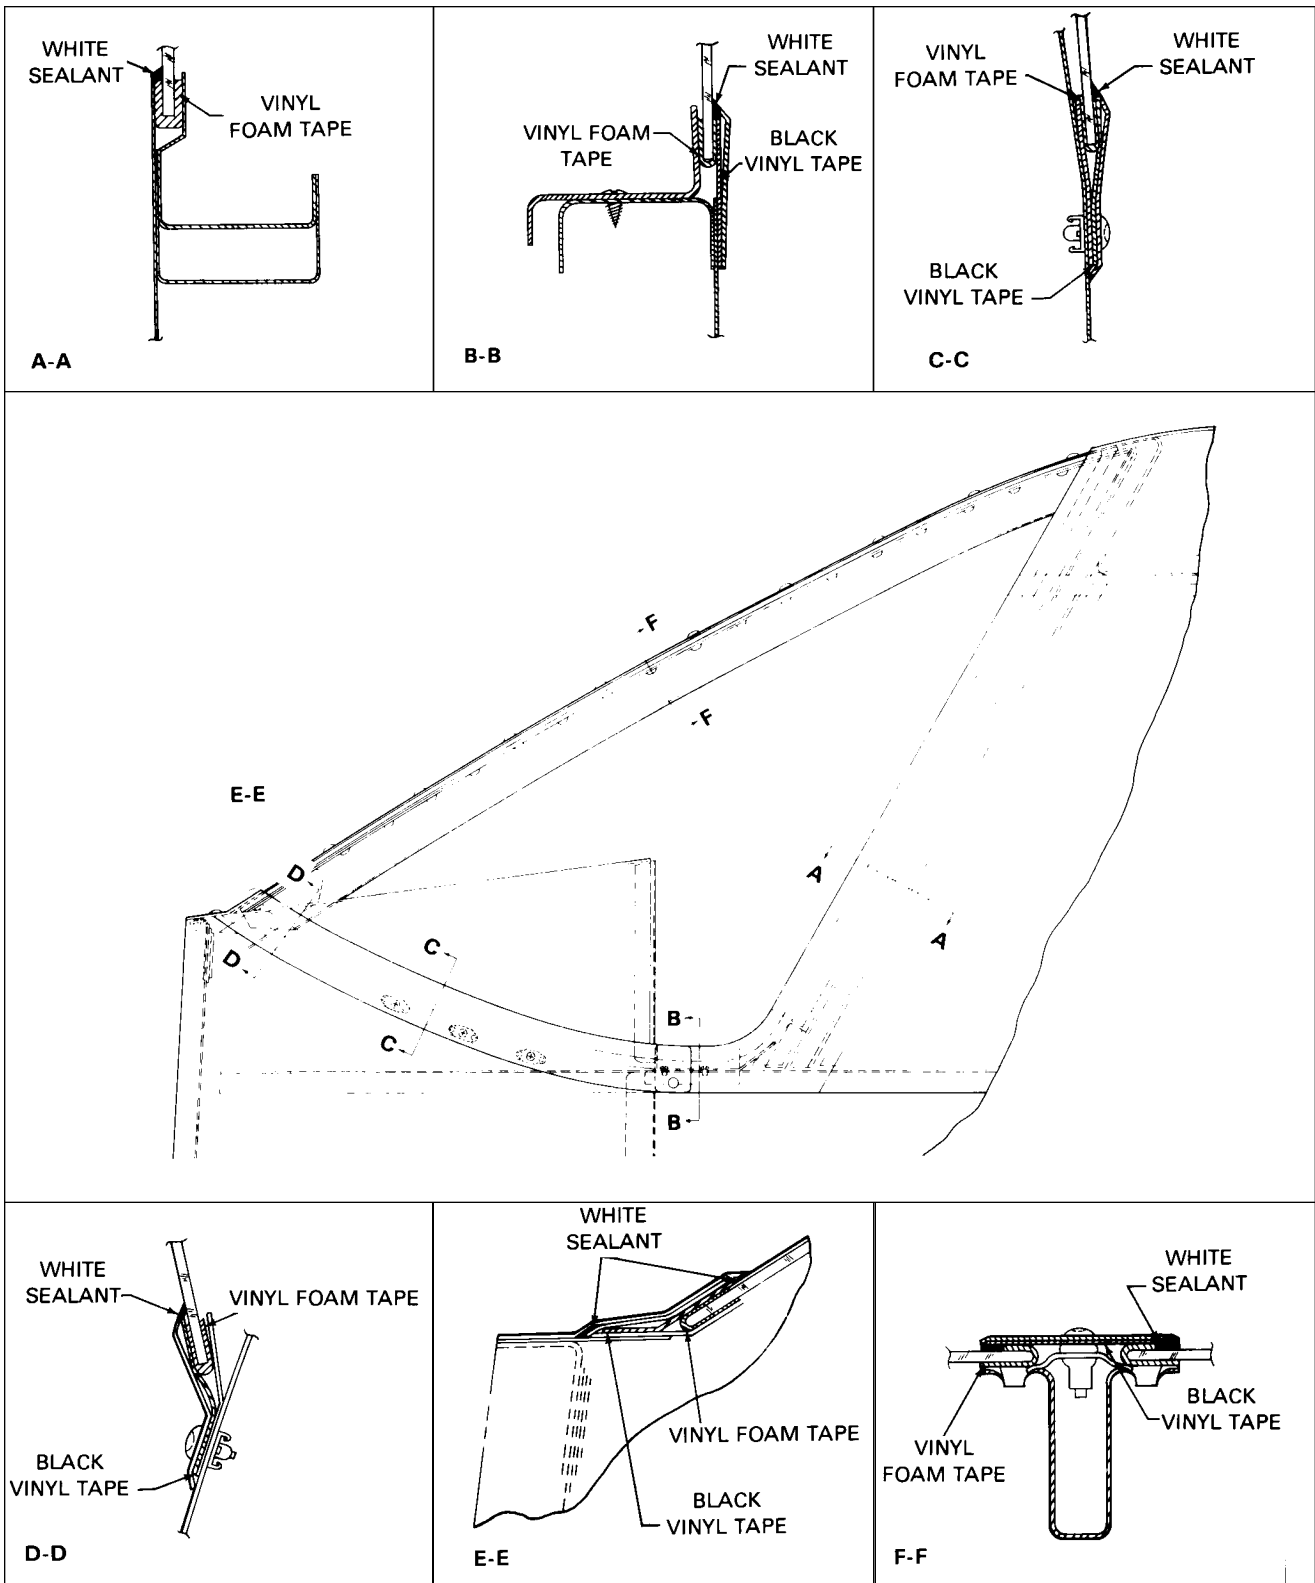 WHITE
SEALANT
VINYL
FOAM TAPE
A-A
WHITE
SEALANT
VINYL FOAM
TAPE
BLACK
VINYL TAPE
B-B
VINYL
FOAM TAPE
WHITE
SEALANT
BLACK
VINYL TAPE
C-C
F
F
E-E
D
D
C
C
A
A
B
B
WHITE
SEALANT
VINYL FOAM TAPE
BLACK
VINYL TAPE
D-D
WHITE
SEALANT
VINYL FOAM TAPE
BLACK
VINYL TAPE
E-E
WHITE
SEALANT
BLACK
VINYL TAPE
VINYL
FOAM TAPE
F-F